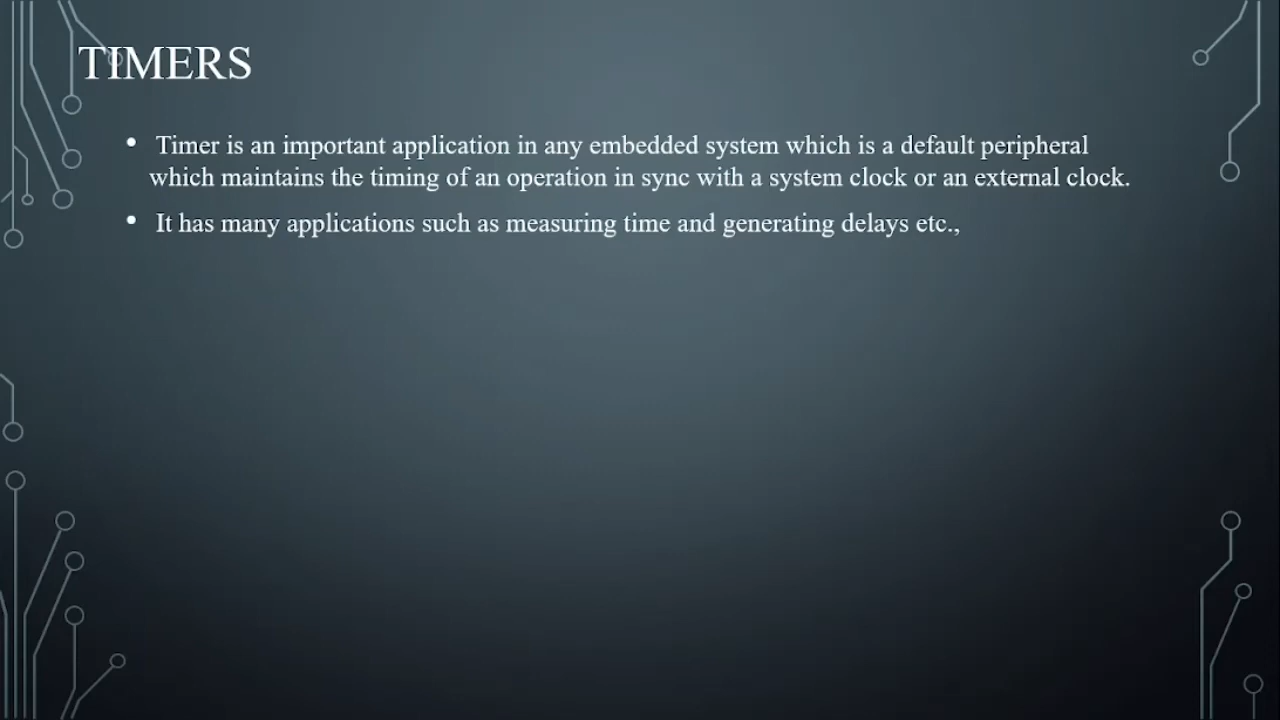 TIMERS
• Timer is an important application in any embedded system which is a default peripheral
which maintains the timing of an operation in sync with a system clock or an external clock.
• It has many applications such as measuring time and generating delays etc.,